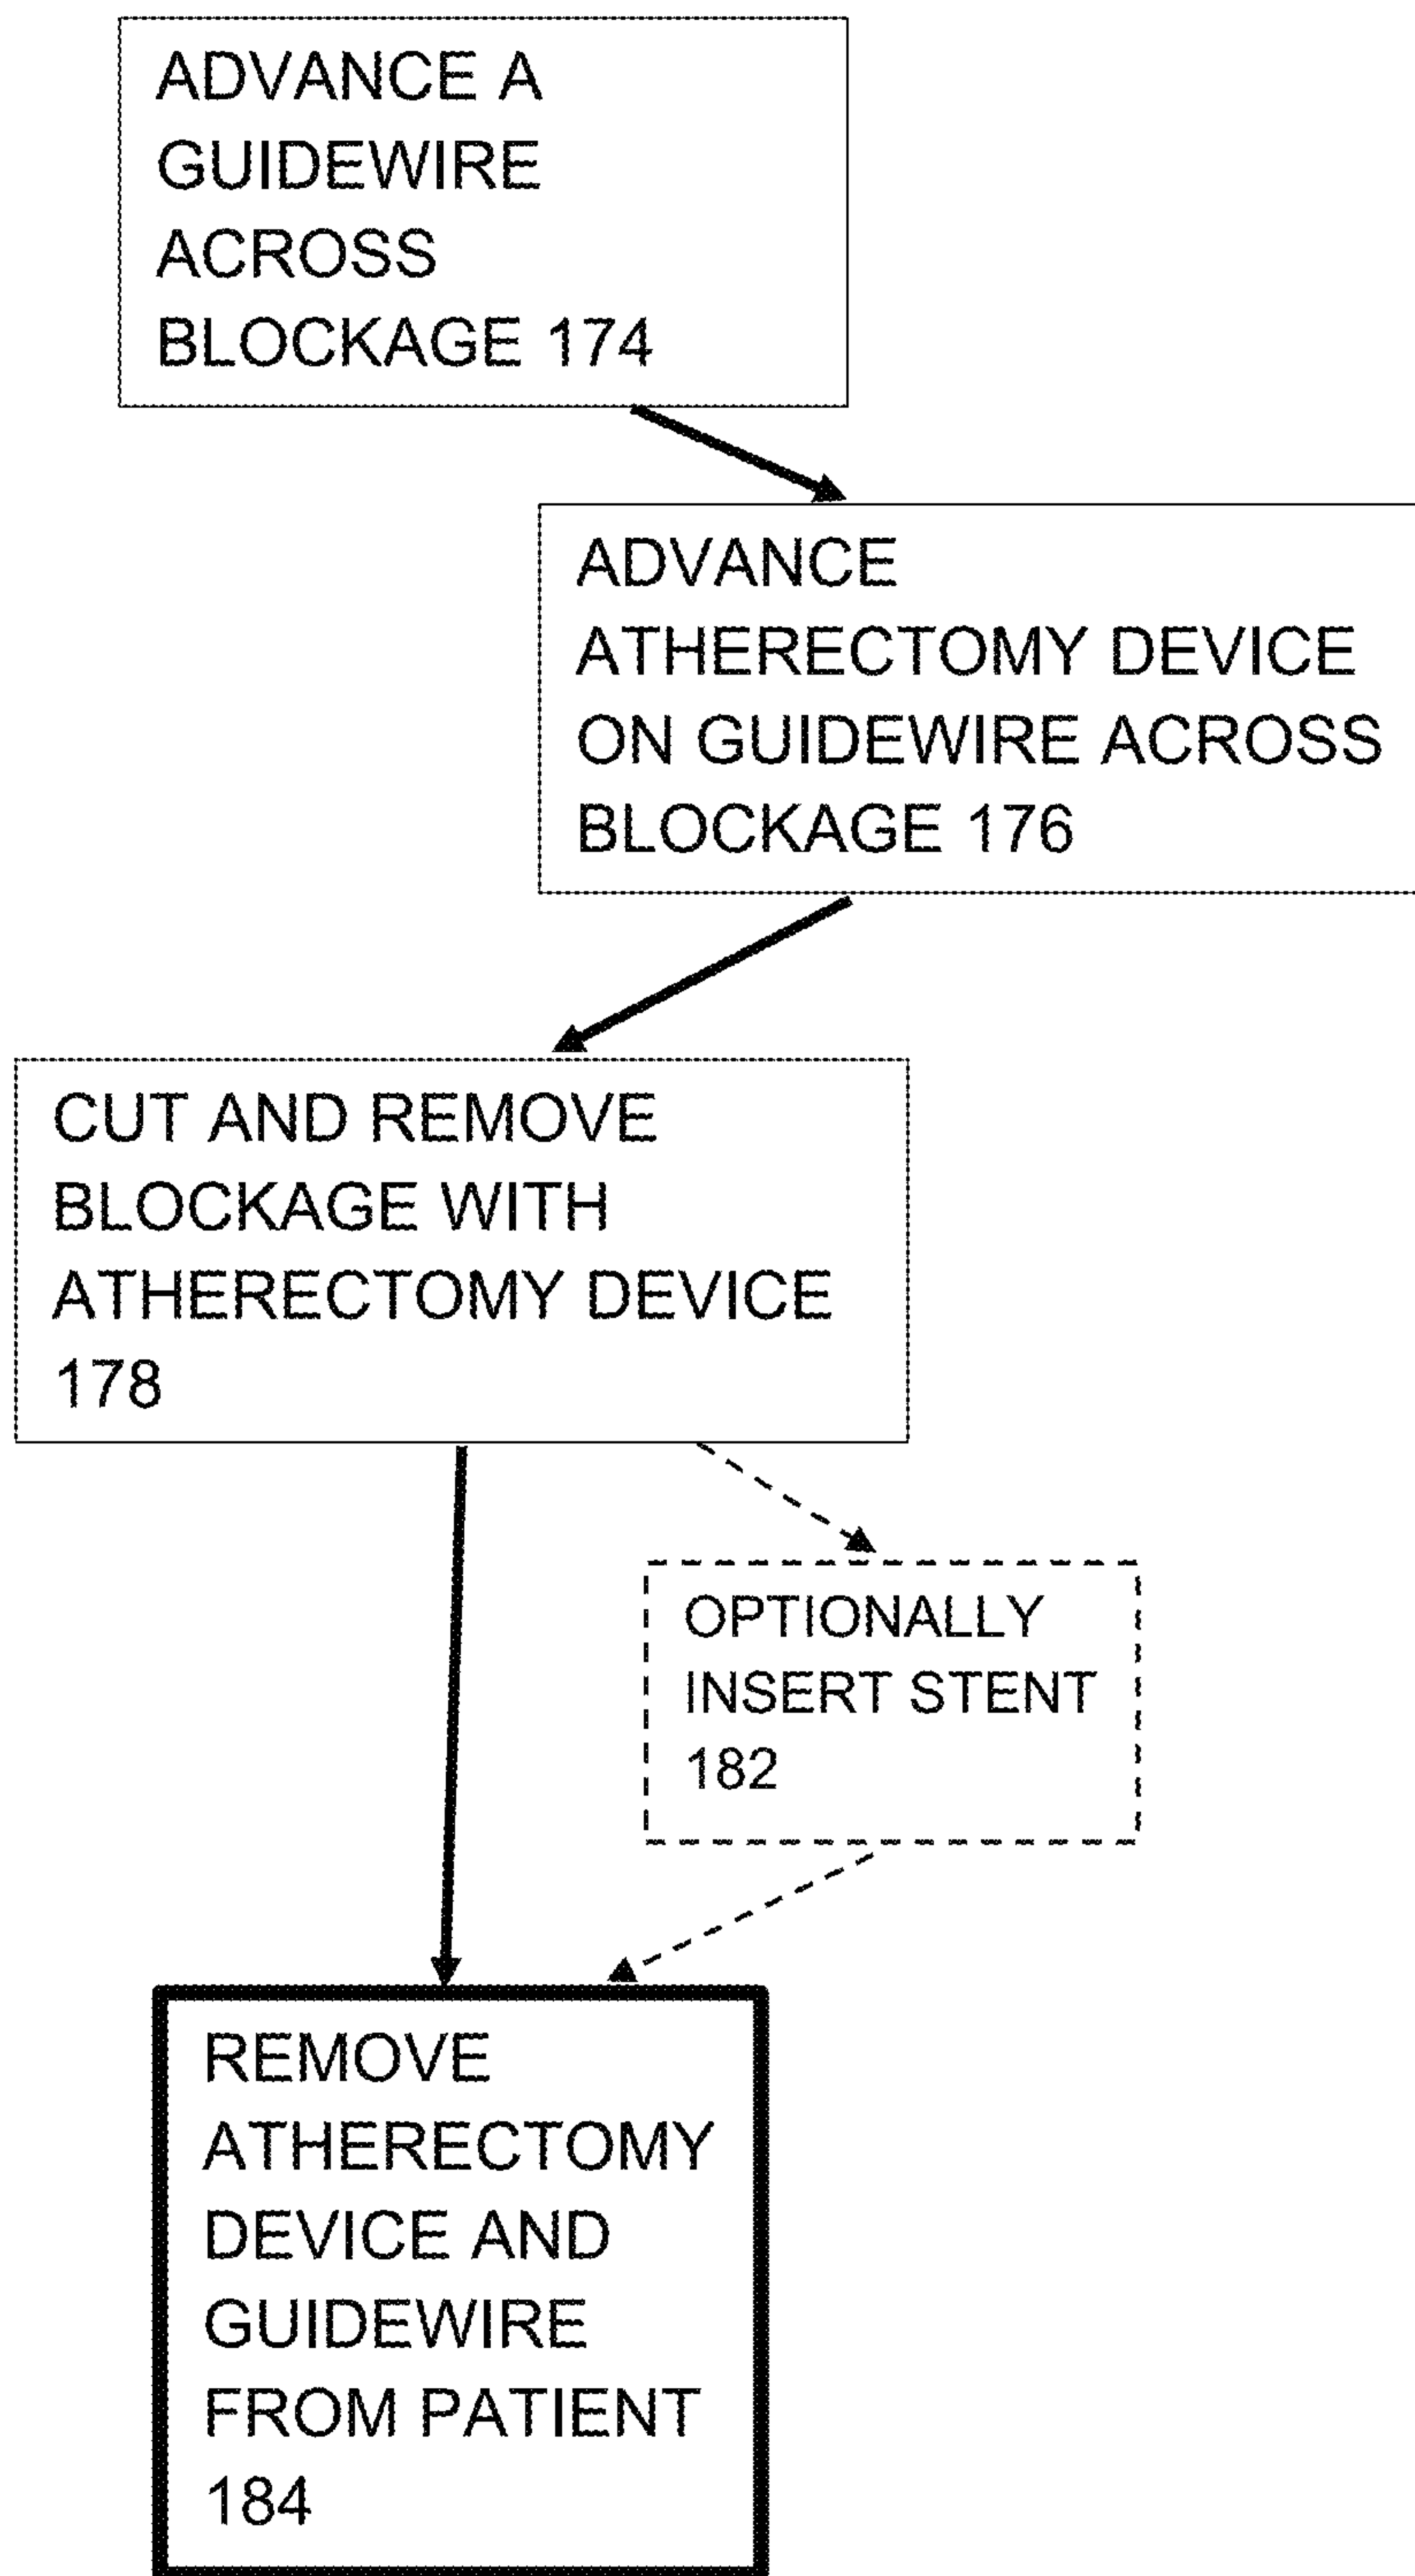 ADVANCE A
GUIDEWIRE
ACROSS
BLOCKAGE 174
ADVANCE
ATHERECTOMY DEVICE
ON GUIDEWIRE ACROSS
BLOCKAGE 176
CUT AND REMOVE
BLOCKAGE WITH
ATHERECTOMY DEVICE
178
OPTIONALLY
INSERT STENT
182
REMOVE
ATHERECTOMY
DEVICE AND
GUIDEWIRE
FROM PATIENT
184